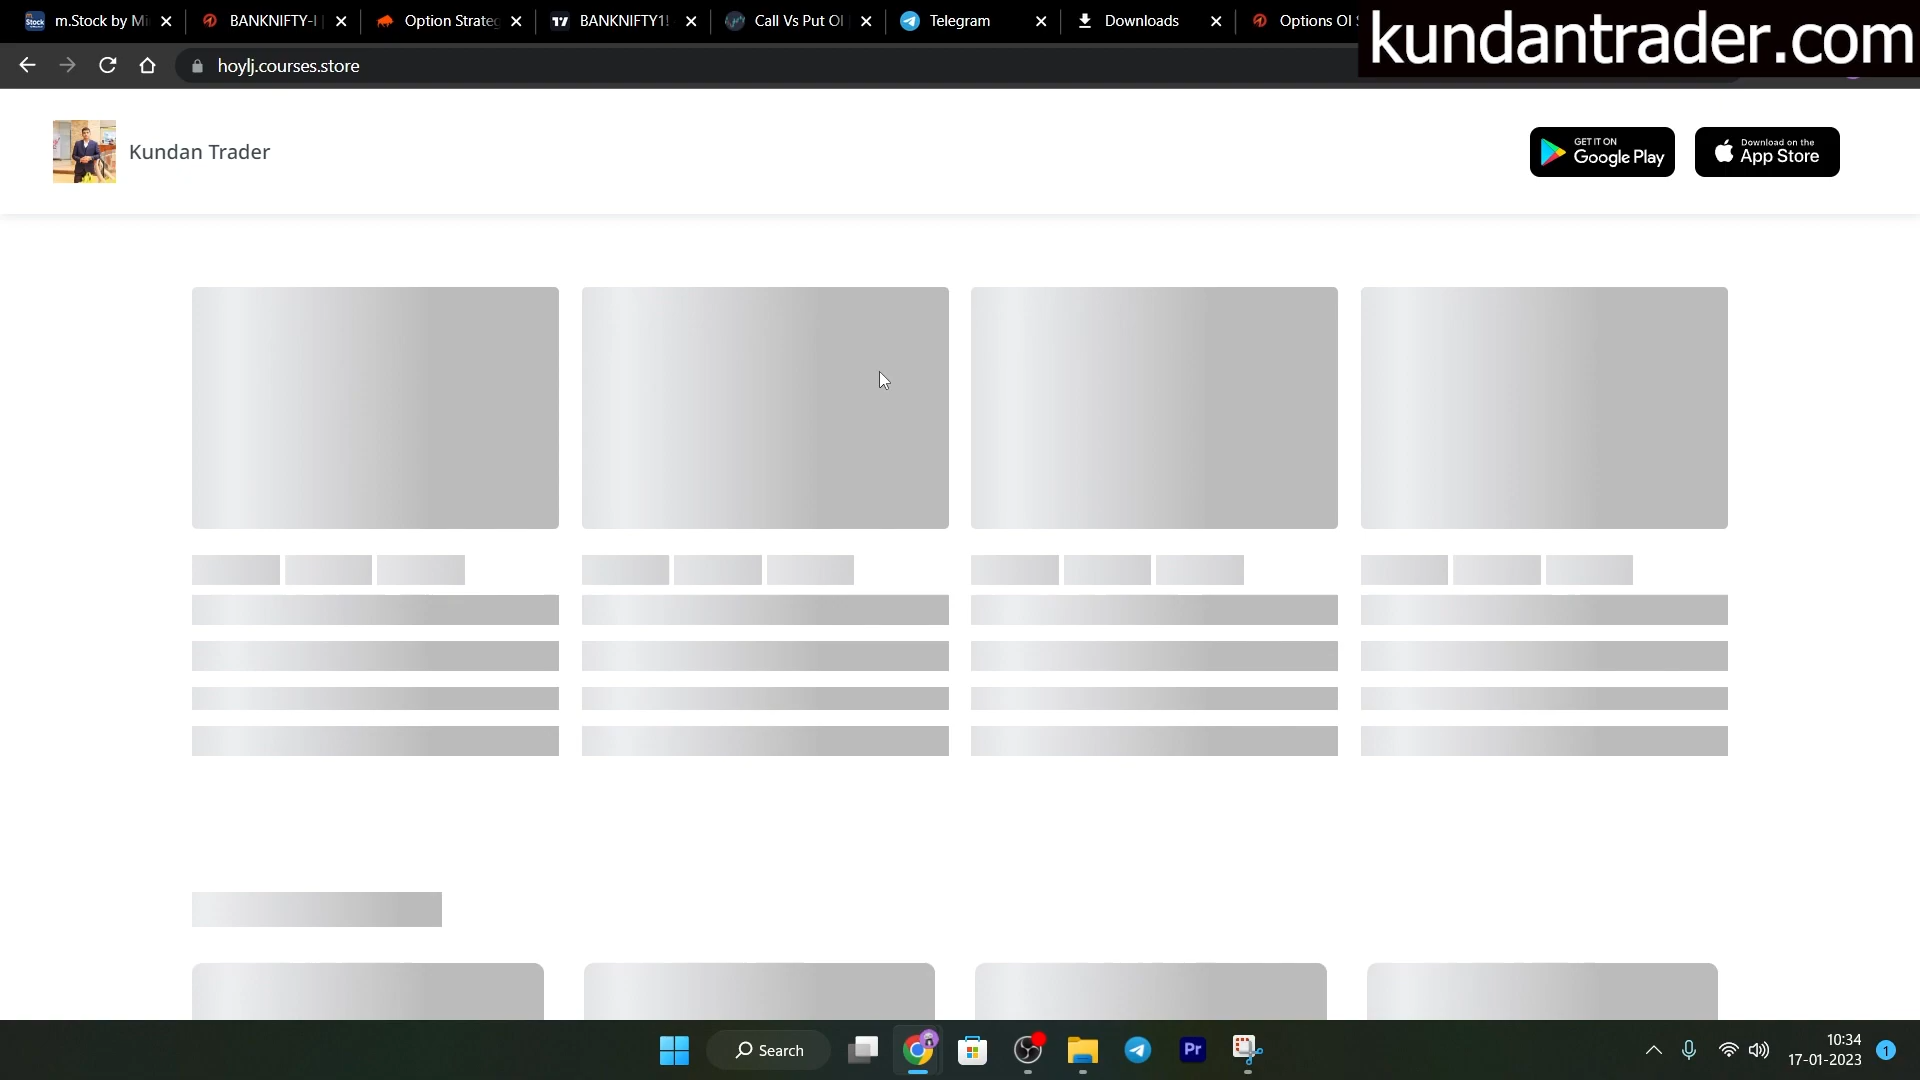 m.Stock by Mi
BANKNIFTY-I
Option Strateg
BANKNIFTY1!
Call Vs Put OI
Telegram
Downloads
Options OI S
kundantrader.com
hoylj.courses.store
Kundan Trader
GET IT ON
Google Play
Download on the
App Store
Search
Pr
10:34
17-01-2023
1